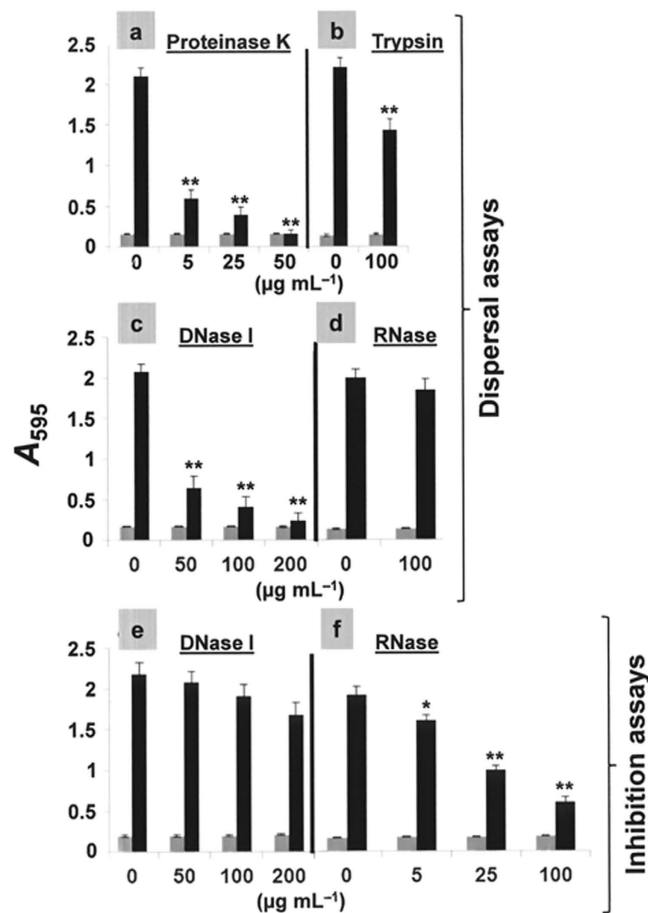 a Proteinase K b Trypsin
2.5
2
1.5
1
0.5
0
** ** ** **
0 5 25 50 0 100
(µg mL⁻¹)
c DNase I d RNase
2.5
2
1.5
1
0.5
0
** ** **
0 50 100 200 0 100
(µg mL⁻¹)
Dispersal assays
A595
e DNase I f RNase
2.5
2
1.5
1
0.5
0
* ** **
0 50 100 200 0 5 25 100
(µg mL⁻¹)
Inhibition assays